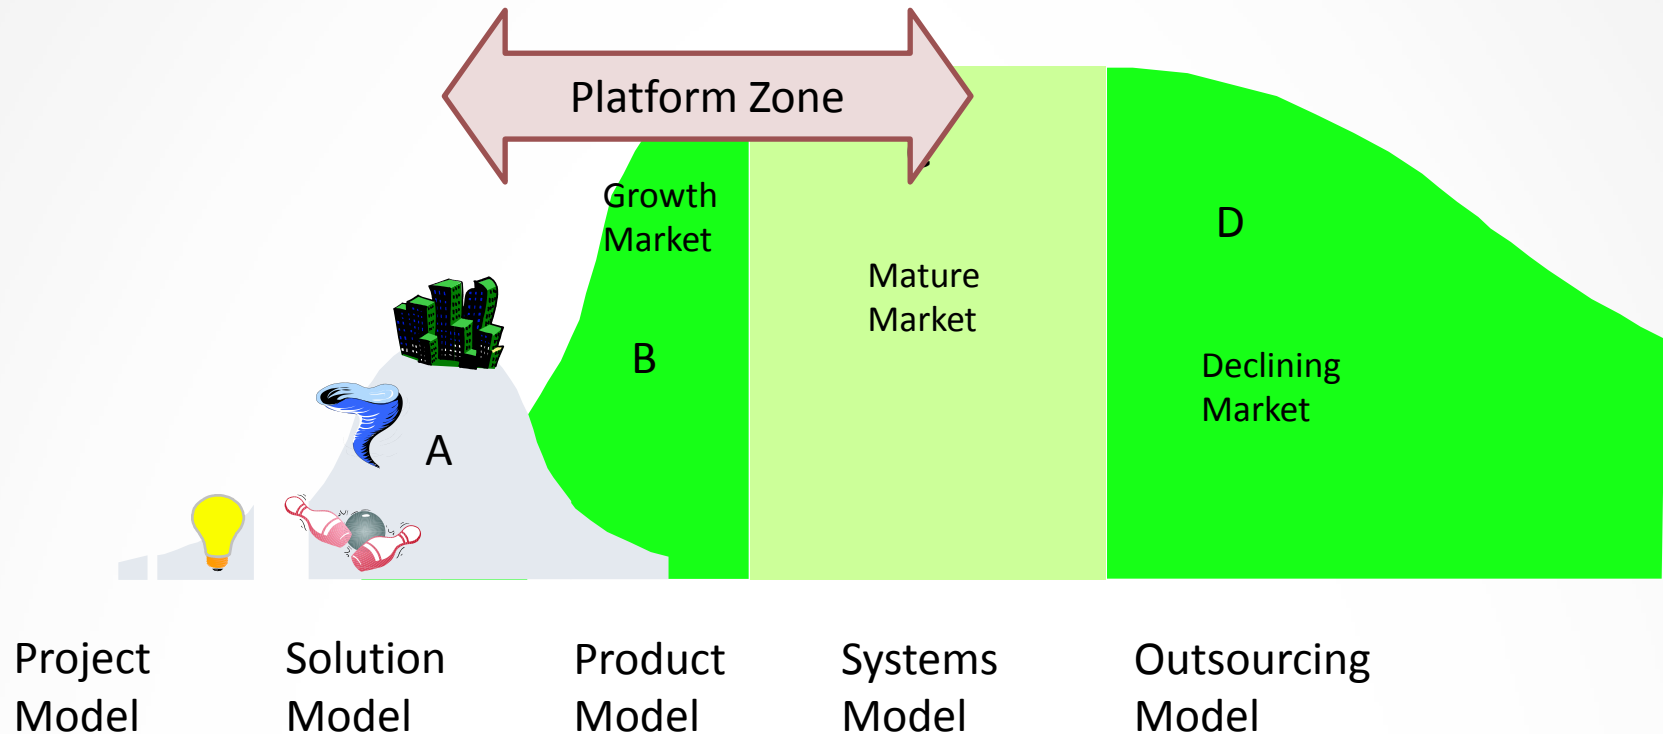 Platform Zone
Growth
Market
D
Mature
Market
B
Declining
Market
A
Project
Model
Solution
Model
Product
Model
Systems
Model
Outsourcing
Model